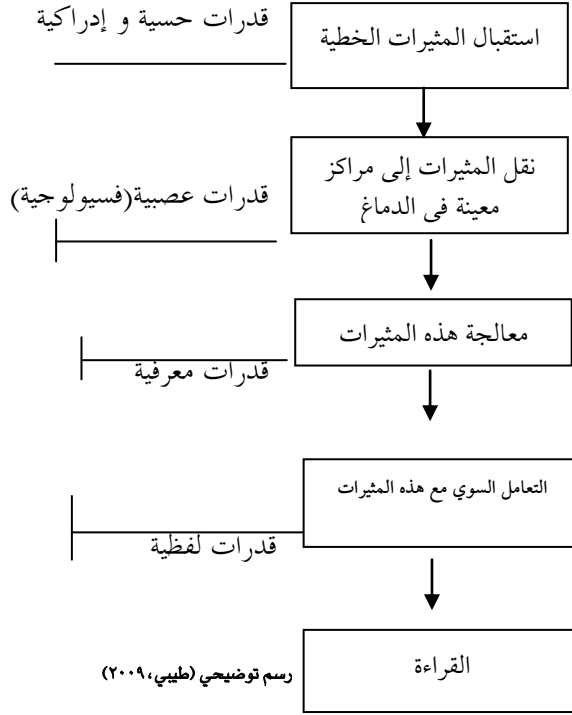 استقبال المثيرات الخطية
قدرات حسية و إدراكية
نقل المثيرات إلى مراكز
معينة فى الدماغ
قدرات عصبية(فسيولوجية)
معالجة هذه المثيرات
قدرات معرفية
التعامل السوي مع هذه المثيرات
قدرات لفظية
القراءة
رسم توضيحي (طيبي، ٢٠٠٩)